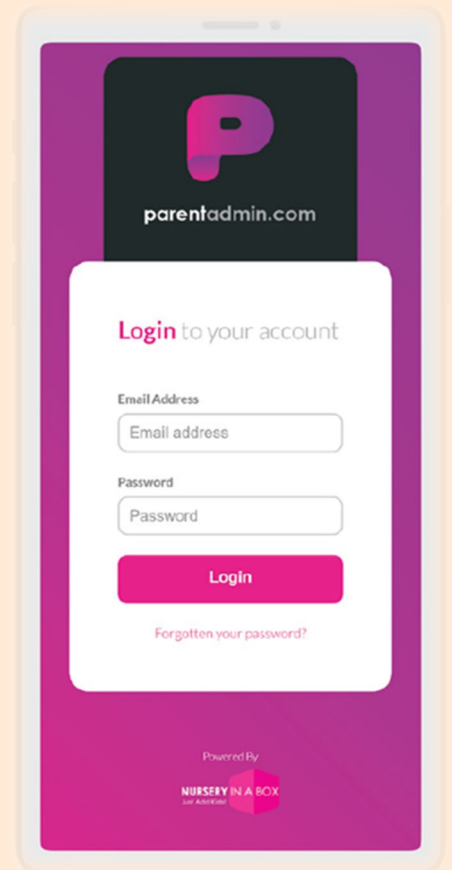 parentadmin.com
Login to your account
Email Address
Email address
Password
Password
Login
Forgotten your password?
Powered By
NURSERY IN A BOX